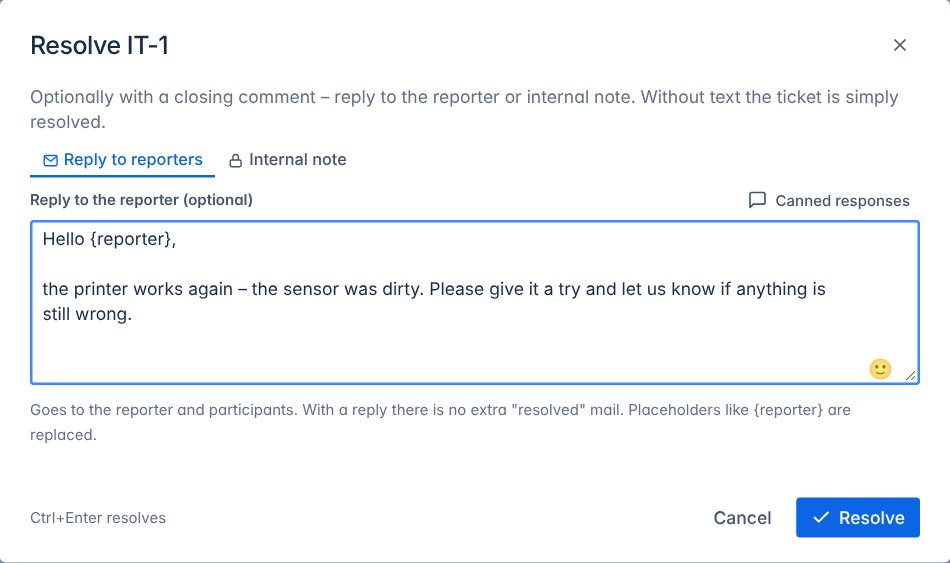 Resolve IT-1
Optionally with a closing comment – reply to the reporter or internal note. Without text the ticket is simply
resolved.
Reply to reporters
Internal note
Reply to the reporter (optional)
Canned responses
Hello {reporter},
the printer works again – the sensor was dirty. Please give it a try and let us know if anything is
still wrong.
Goes to the reporter and participants. With a reply there is no extra "resolved" mail. Placeholders like {reporter} are
replaced.
Ctrl+Enter resolves
Cancel
Resolve